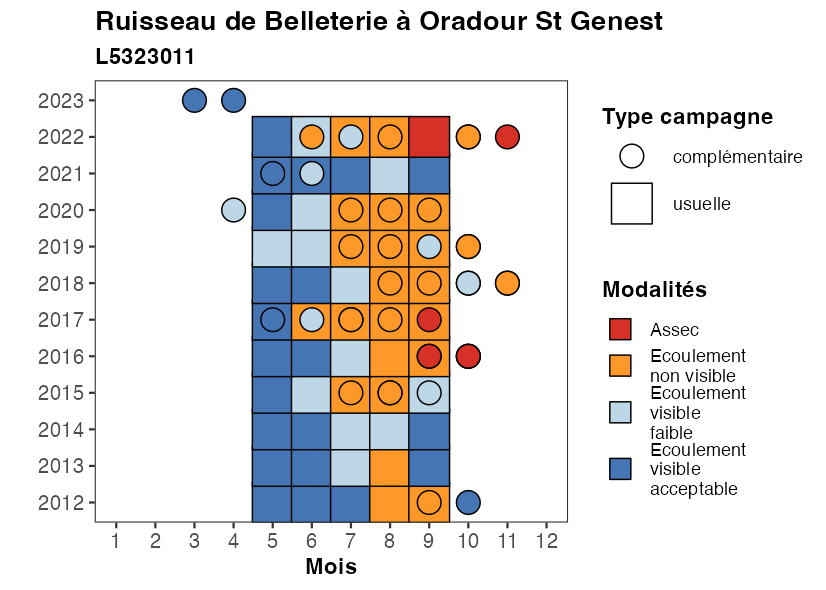 Ruisseau de Belleterie à Oradour St Genest
L5323011
2023
2022
2021
2020
2019
2018
2017
2016
2015
2014
2013
2012
1 2 3 4 5 6 7 8 9 10 11 12
Mois
Type campagne
complémentaire
usuelle
Modalités
Assec
Ecoulement
non visible
Ecoulement
visible
faible
Ecoulement
visible
acceptable